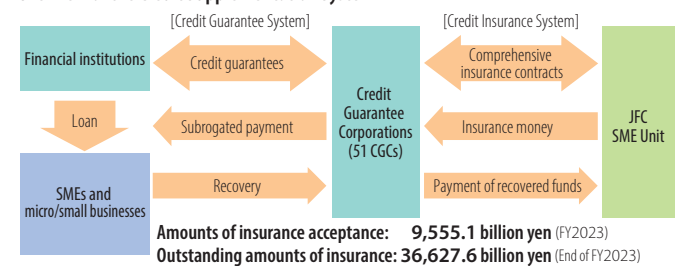 [Credit Guarantee System]
[Credit Insurance System]
Financial institutions
Credit guarantees
Comprehensive
insurance contracts
Loan
Subrogated payment
Credit
Guarantee
Corporations
(51 CGCs)
Insurance money
JFC
SME Unit
SMEs and
micro/small businesses
Recovery
Payment of recovered funds
Amounts of insurance acceptance: 9,555.1 billion yen (FY2023)
Outstanding amounts of insurance: 36,627.6 billion yen (End of FY2023)